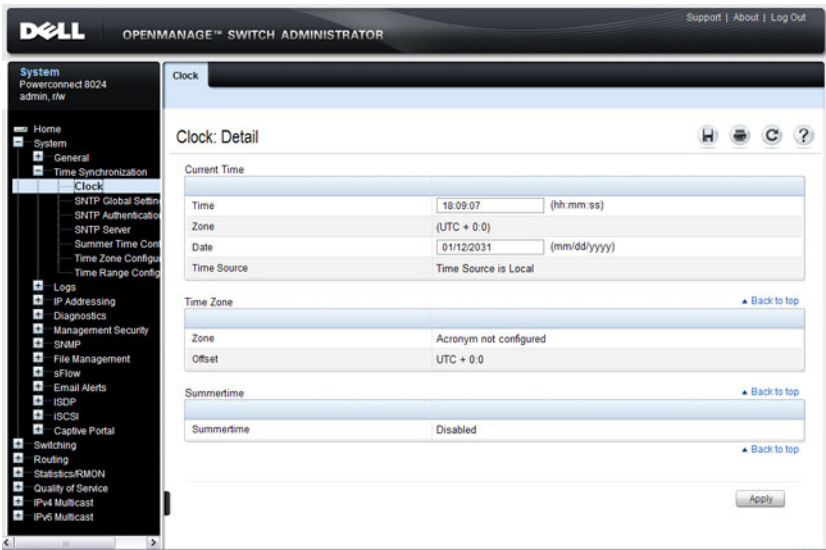 Support | About | Log Out
DELL OPENMANAGE™ SWITCH ADMINISTRATOR
System
Powerconnect 8024
admin, r/w
Home
System
General
Time Synchronization
Clock
SNTP Global Settin
SNTP Authenticatio
SNTP Server
Summer Time Conf
Time Zone Configu
Time Range Config
Logs
IP Addressing
Diagnostics
Management Security
SNMP
File Management
sFlow
Email Alerts
ISDP
iSCSI
Captive Portal
Switching
Routing
Statistics/RMON
Quality of Service
IPv4 Multicast
IPv6 Multicast
Clock
Clock: Detail
Current Time
Time 18:09:07 (hh:mm:ss)
Zone (UTC + 0:0)
Date 01/12/2031 (mm/dd/yyyy)
Time Source Time Source is Local
Time Zone Back to top
Zone Acronym not configured
Offset UTC + 0:0
Summertime Back to top
Summertime Disabled
Back to top
Apply